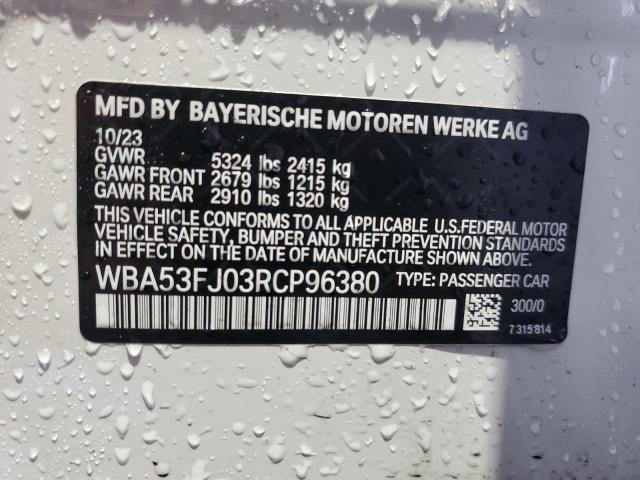 MFD BY BAYERISCHE MOTOREN WERKE AG
10/23
GVWR 5324 lbs 2415 kg
GAWR FRONT 2679 lbs 1215 kg
GAWR REAR 2910 lbs 1320 kg
THIS VEHICLE CONFORMS TO ALL APPLICABLE U.S.FEDERAL MOTOR
VEHICLE SAFETY, BUMPER AND THEFT PREVENTION STANDARDS
IN EFFECT ON THE DATE OF MANUFACTURE SHOWN ABOVE.
WBA53FJ03RCP96380 TYPE: PASSENGER CAR
300/0
7 315 814